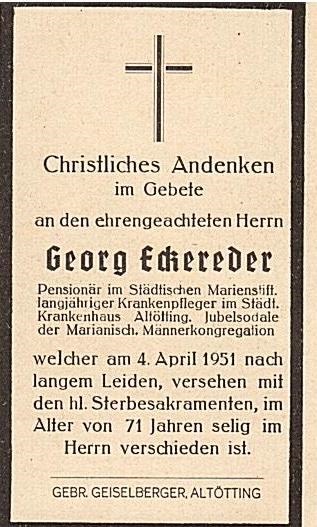 Christliches Andenken
im Gebete
an den ehrengeachteten Herrn
Georg Eckereder
Pensionär im Städtischen Marienstift.
langjähriger Krankenpfleger im Städt.
Krankenhaus Altötting. Jubelsodale
der Marianisch. Männerkongregation
welcher am 4. April 1951 nach
langem Leiden, versehen mit
den hl. Sterbesakramenten, im
Alter von 71 Jahren selig im
Herrn verschieden ist.
GEBR. GEISELBERGER, ALTÖTTING